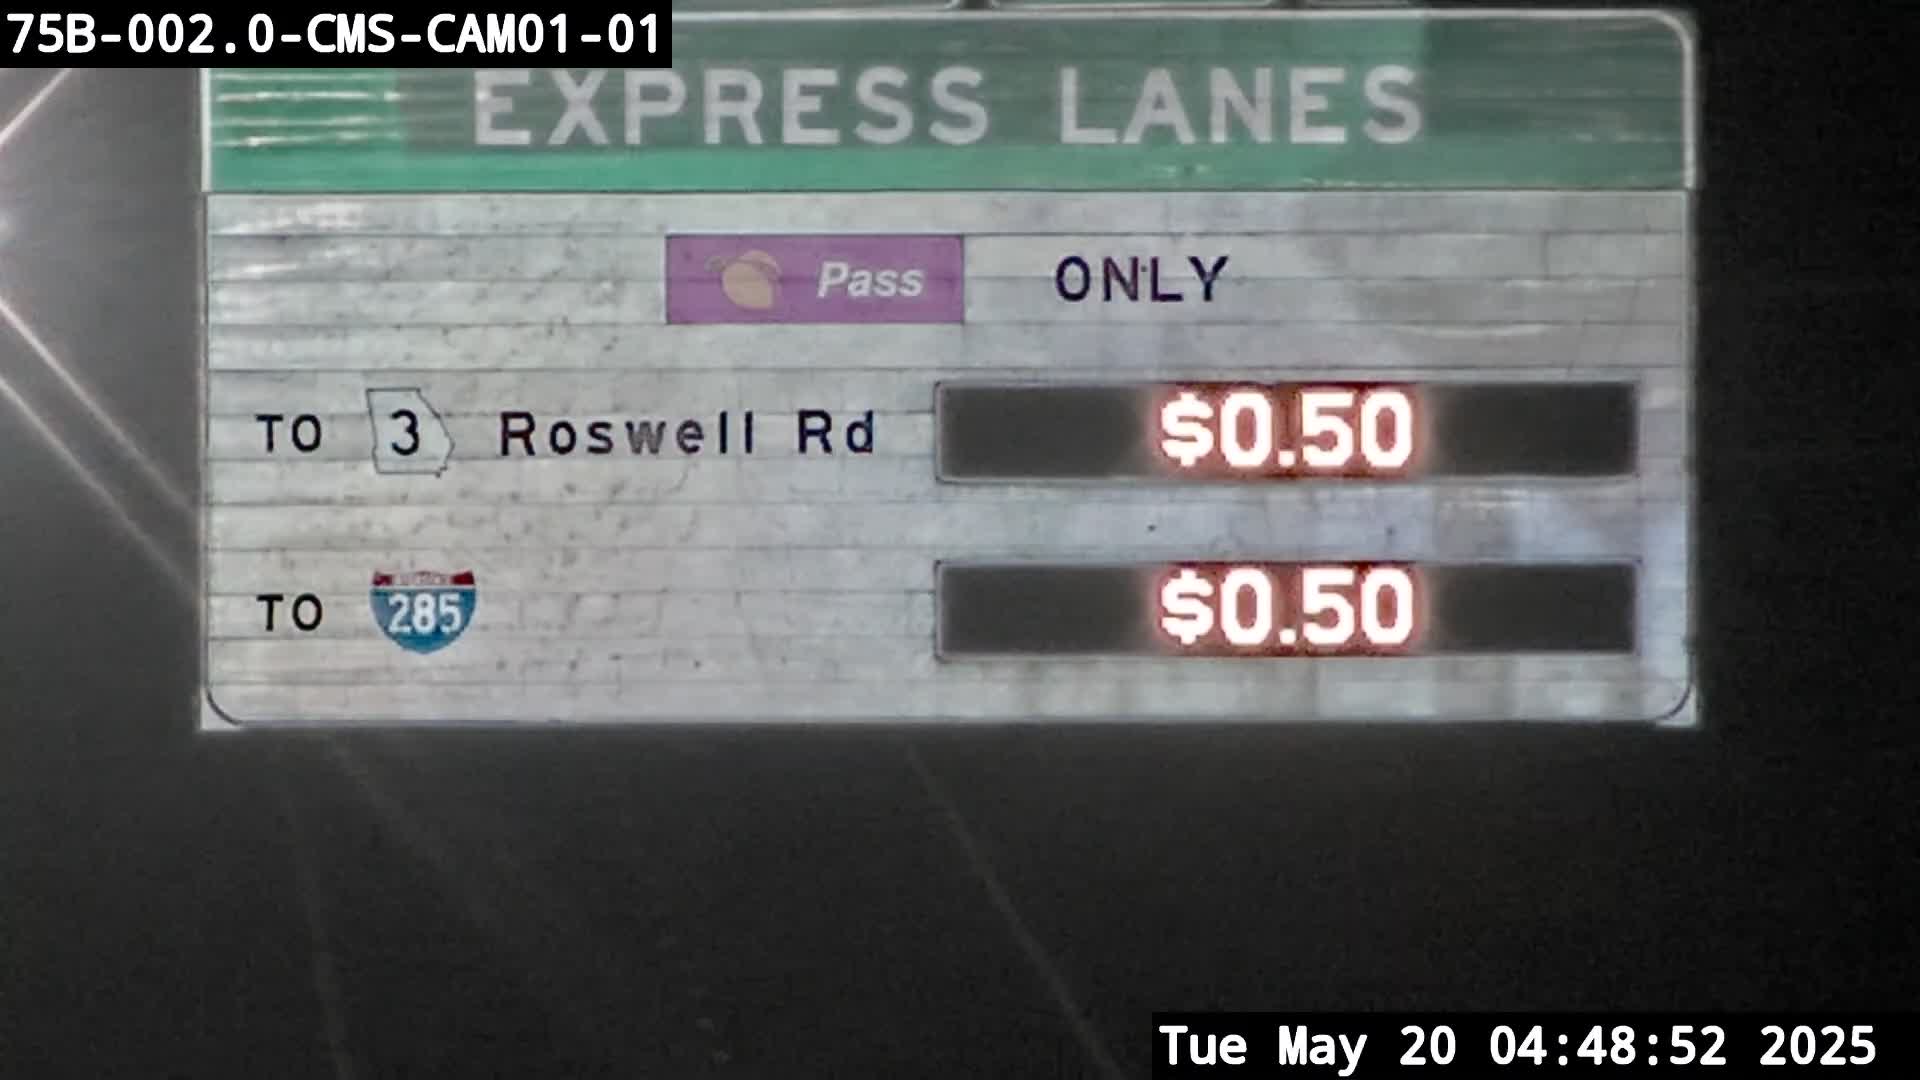 75B-002.0-CMS-CAM01-01
EXPRESS LANES
Pass ONLY
TO 3 Roswell Rd $0.50
TO 285 $0.50
Tue May 20 04:48:52 2025